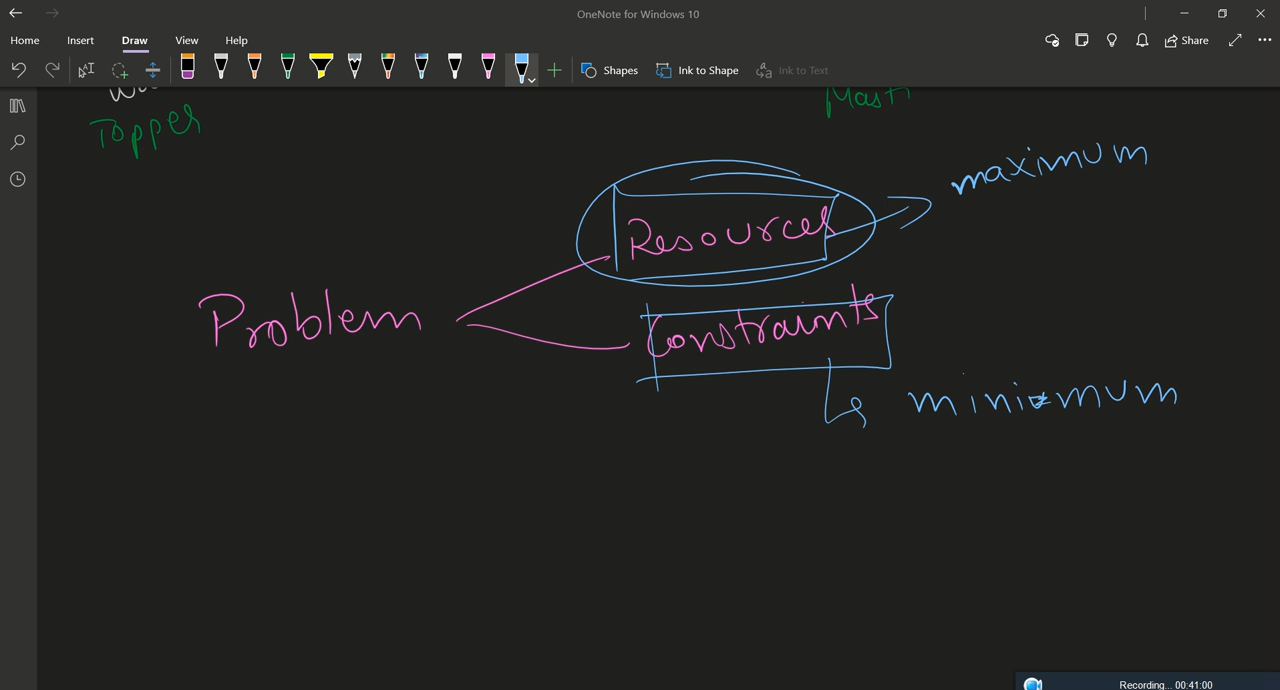 OneNote for Windows 10
Home Insert Draw View Help
Share
Shapes Ink to Shape Ink to Text
Topper
maximum
Resources
Problem
Constraints
minimum
Recording... 00:41:00